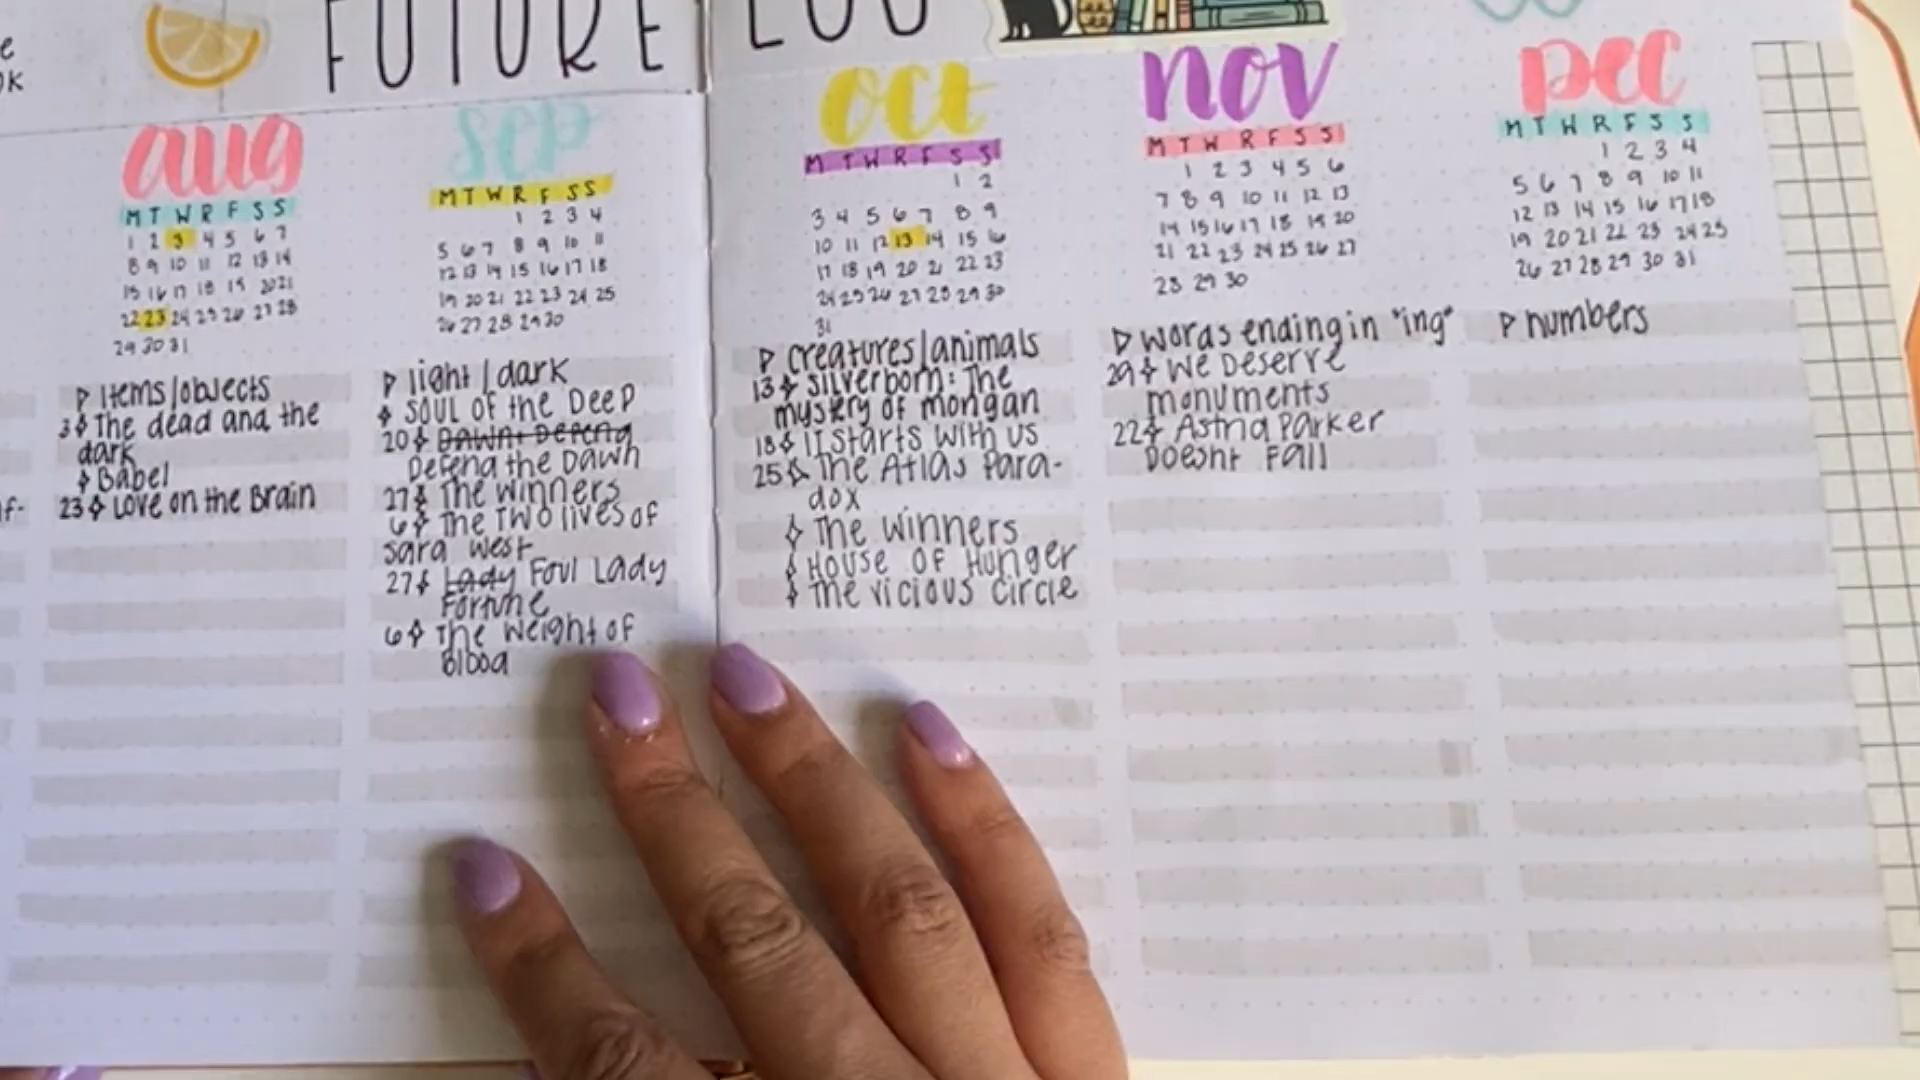 FUTURE LOG
aug
M T W R F S S
1 2 3 4 5 6 7
8 9 10 11 12 13 14
15 16 17 18 19 20 21
22 23 24 25 26 27 28
29 30 31
Items/objects
3 The dead and the
dark
Babel
23 Love on the Brain
sep
M T W R F S S
1 2 3 4
5 6 7 8 9 10 11
12 13 14 15 16 17 18
19 20 21 22 23 24 25
26 27 28 29 30
light/dark
SOUL OF the Deep
20 Dawn: Defend
Defend the Dawn
27 The winners
6 The Two lives of
sara west
27 Lady Foul Lady
Fortune
6 The Weight of
Blood
oct
M T W R F S S
1 2
3 4 5 6 7 8 9
10 11 12 13 14 15 16
17 18 19 20 21 22 23
24 25 26 27 28 29 30
31
creatures/animals
13 Silverborn: The
mystery of mongan
18 It Starts With us
25 The Atlas Para-
dox
The Winners
House of Hunger
The vicious circle
nov
M T W R F S S
1 2 3 4 5 6
7 8 9 10 11 12 13
14 15 16 17 18 19 20
21 22 23 24 25 26 27
28 29 30
words ending in "ing"
29 We Deserve
monuments
22 Astrid Parker
Doesnt Fail
Dec
M T W R F S S
1 2 3 4
5 6 7 8 9 10 11
12 13 14 15 16 17 18
19 20 21 22 23 24 25
26 27 28 29 30 31
numbers